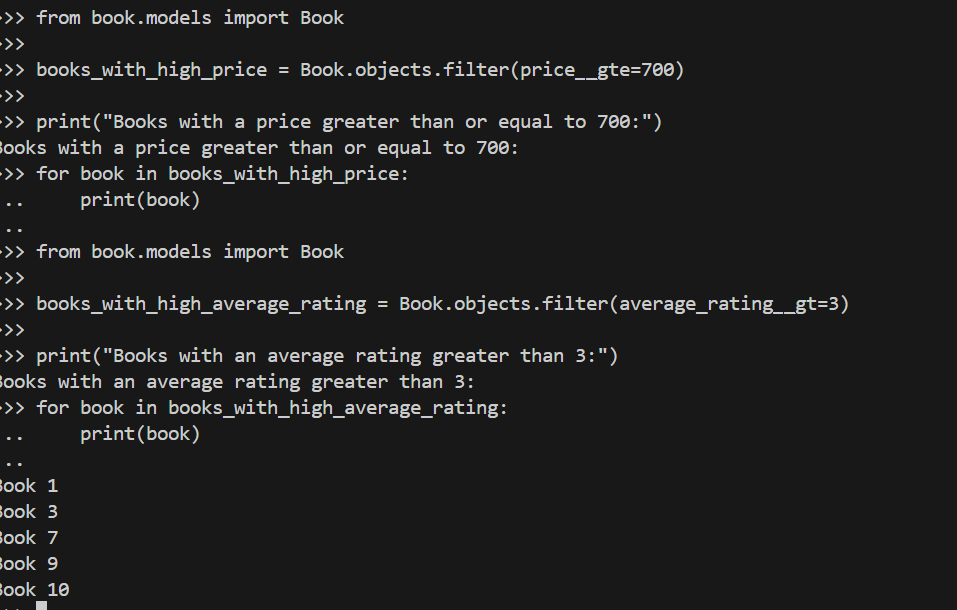 >>> from book.models import Book
>>>
>>> books_with_high_price = Book.objects.filter(price__gte=700)
>>>
>>> print("Books with a price greater than or equal to 700:")
Books with a price greater than or equal to 700:
>>> for book in books_with_high_price:
...     print(book)
...
>>> from book.models import Book
>>>
>>> books_with_high_average_rating = Book.objects.filter(average_rating__gt=3)
>>>
>>> print("Books with an average rating greater than 3:")
Books with an average rating greater than 3:
>>> for book in books_with_high_average_rating:
...     print(book)
...
Book 1
Book 3
Book 7
Book 9
Book 10
>>>